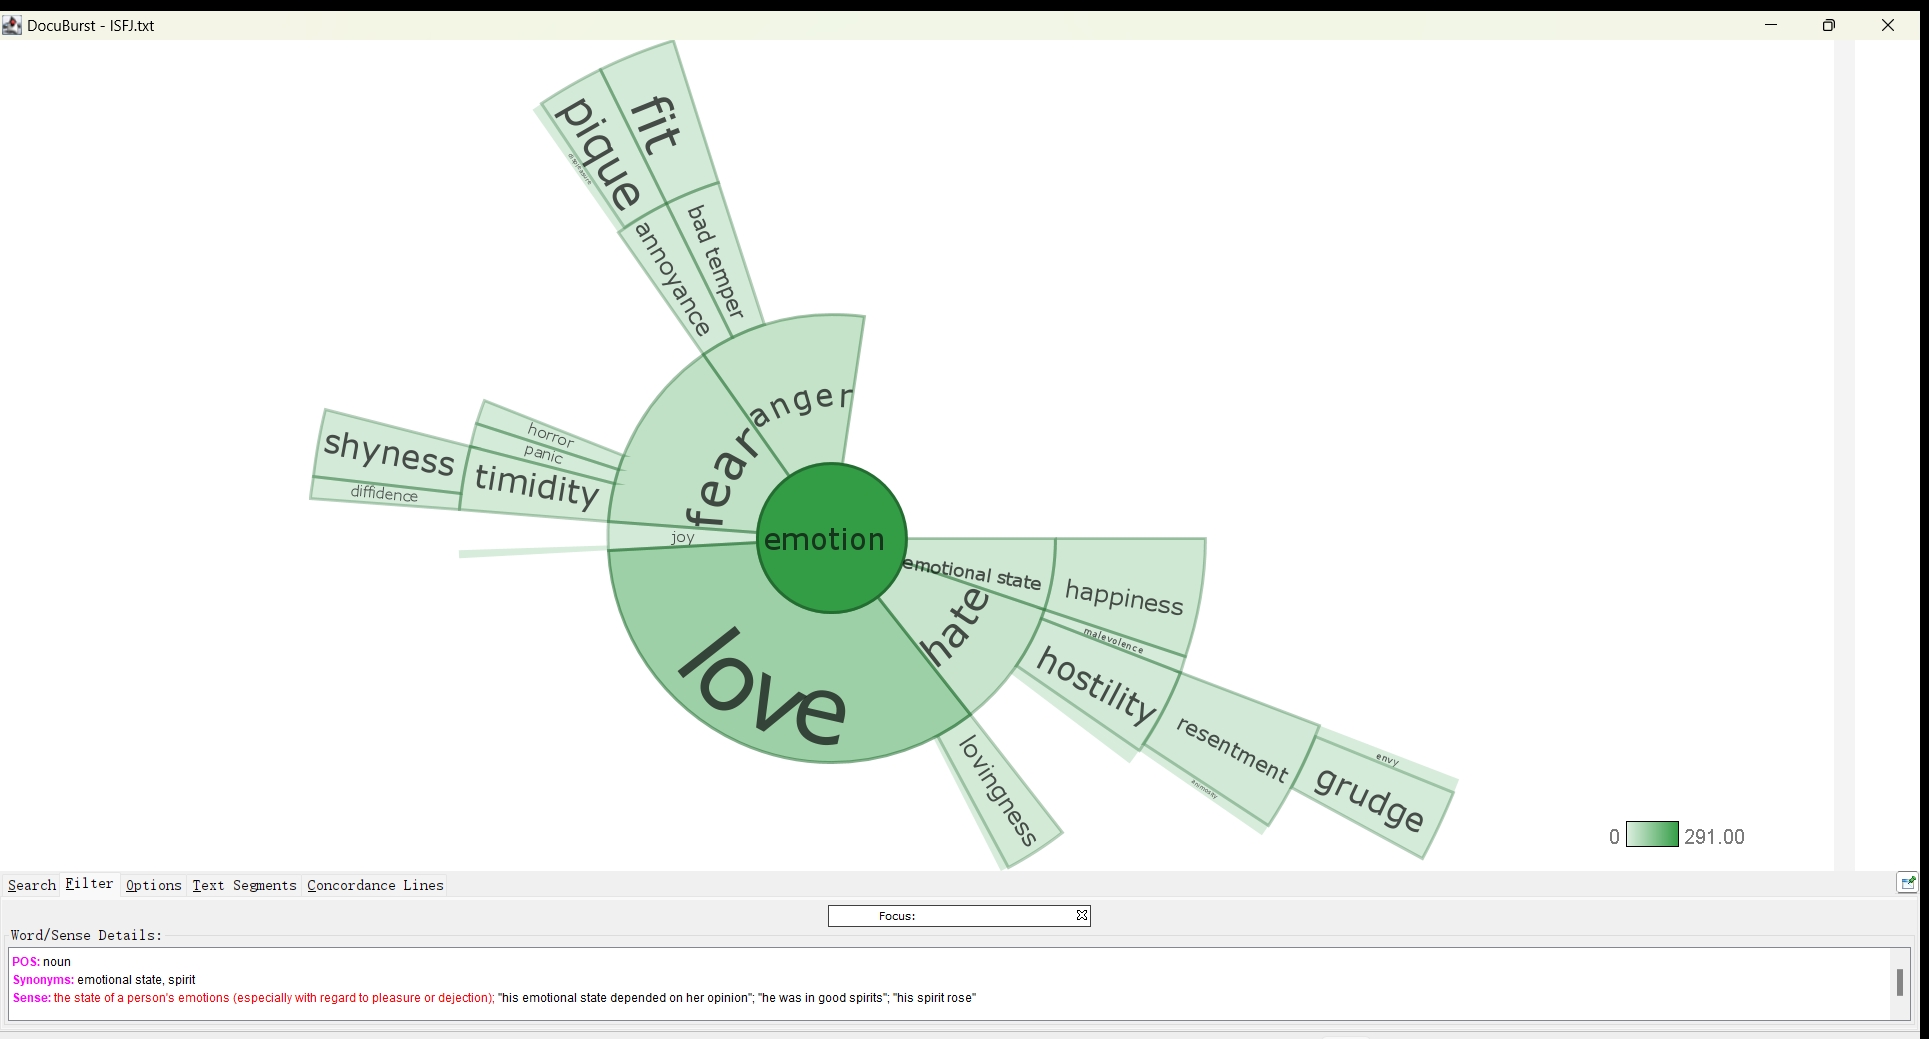 DocuBurst - ISFJ.txt
fit
pique
displeasure
bad temper
annoyance
anger
fear
horror
panic
shyness
timidity
diffidence
joy
emotion
emotional state
happiness
hate
malevolence
hostility
love
resentment
lovingness
envy
animosity
grudge
0 291.00
Search Filter Options Text Segments Concordance Lines
Focus:
Word/Sense Details:
POS: noun
Synonyms: emotional state, spirit
Sense: the state of a person's emotions (especially with regard to pleasure or dejection); "his emotional state depended on her opinion"; "he was in good spirits"; "his spirit rose"